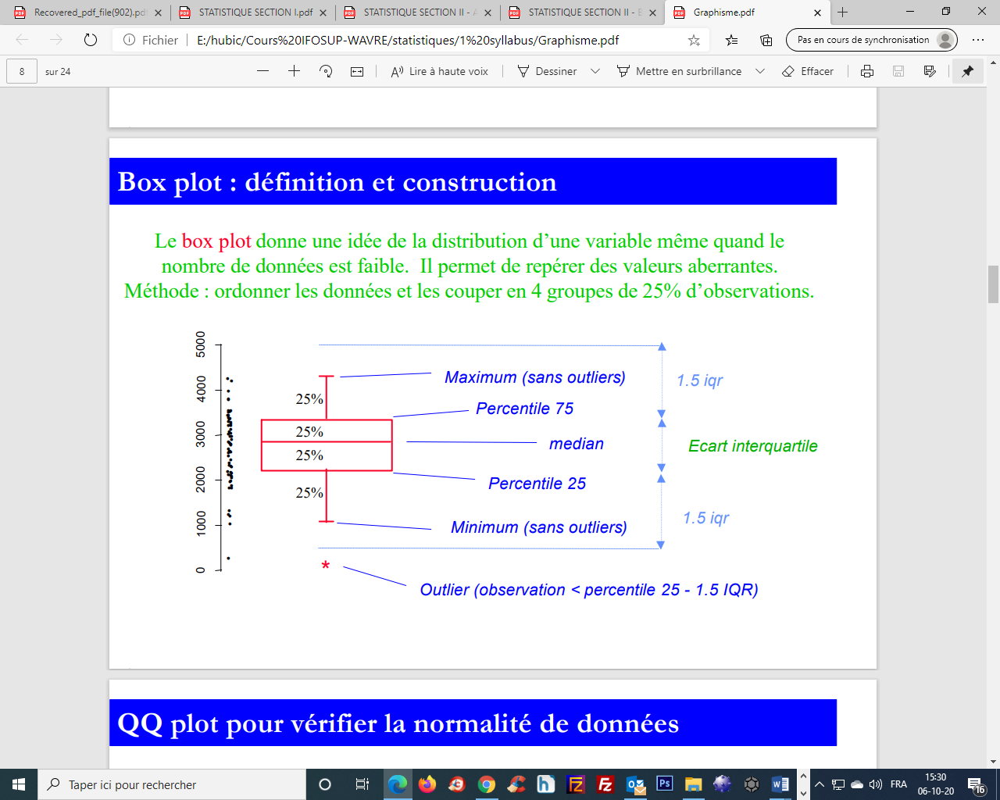 Recovered_pdf_file(902).pd
STATISTIQUE SECTION I.pdf
STATISTIQUE SECTION II - A
STATISTIQUE SECTION II - B
Graphisme.pdf
Fichier
E:/hubic/Cours%20IFOSUP-WAVRE/statistiques/1%20syllabus/Graphisme.pdf
Pas en cours de synchronisation
8 sur 24
Lire à haute voix
Dessiner
Mettre en surbrillance
Effacer
Box plot : définition et construction
Le box plot donne une idée de la distribution d’une variable même quand le
nombre de données est faible. Il permet de repérer des valeurs aberrantes.
Méthode : ordonner les données et les couper en 4 groupes de 25% d’observations.
5000
4000
3000
2000
1000
0
25%
25%
25%
25%
Maximum (sans outliers)
Percentile 75
median
Percentile 25
Minimum (sans outliers)
*
Outlier (observation < percentile 25 - 1.5 IQR)
1.5 iqr
Ecart interquartile
1.5 iqr
QQ plot pour vérifier la normalité de données
Taper ici pour rechercher
FRA
15:30
06-10-20
16